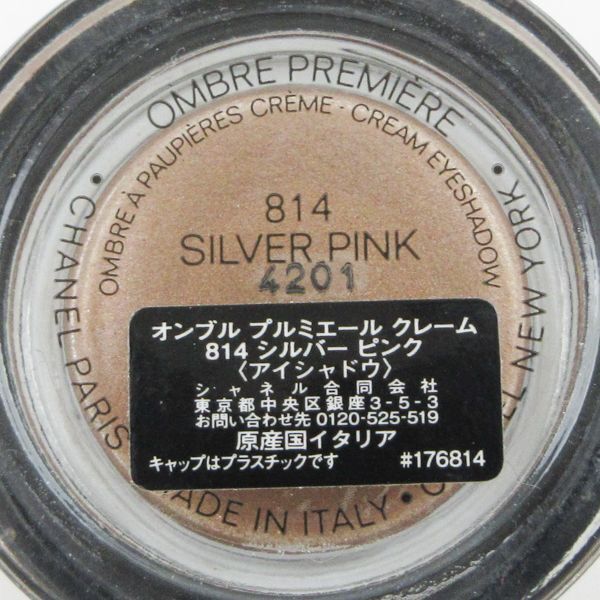 OMBRE PREMIÈRE
OMBRE À PAUPIÈRES CRÈME - CREAM EYESHADOW
814
SILVER PINK
4201
• CHANEL PARIS
NEW YORK •
MADE IN ITALY •
オンブル プルミエール クレーム
814 シルバー ピンク
〈アイシャドウ〉
シャネル合同会社
東京都中央区銀座3-5-3
お問い合わせ先 0120-525-519
原産国イタリア
キャップはプラスチックです #176814